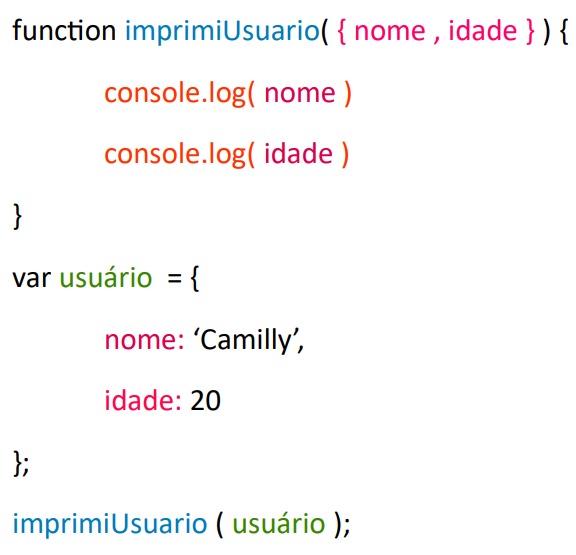 function imprimiUsuario( { nome , idade } ) {
console.log( nome )
console.log( idade )
}
var usuário = {
nome: ‘Camilly’,
idade: 20
};
imprimiUsuario ( usuário );